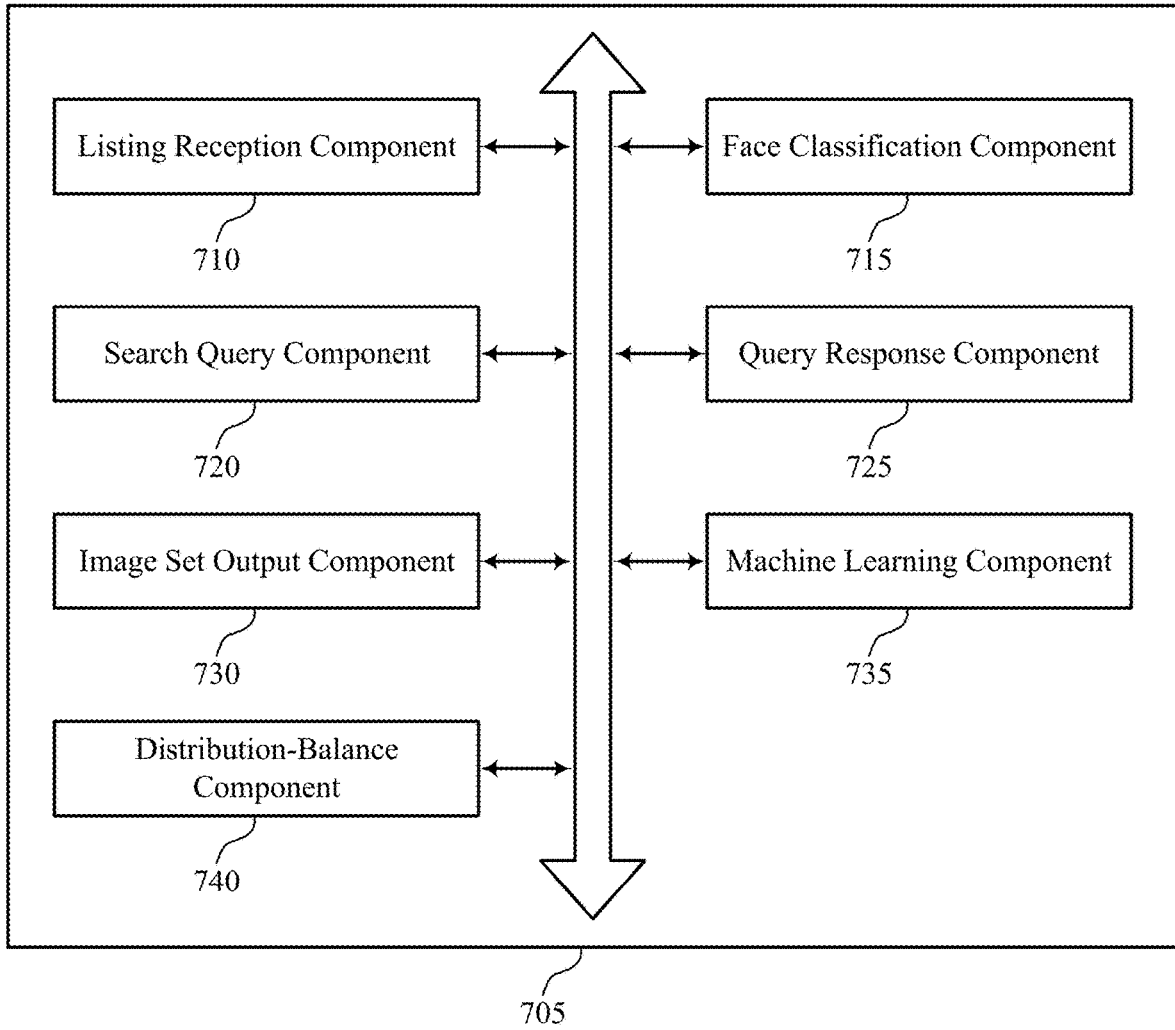 Listing Reception Component
710
Face Classification Component
715
Search Query Component
720
Query Response Component
725
Image Set Output Component
730
Machine Learning Component
735
Distribution-Balance
Component
740
705